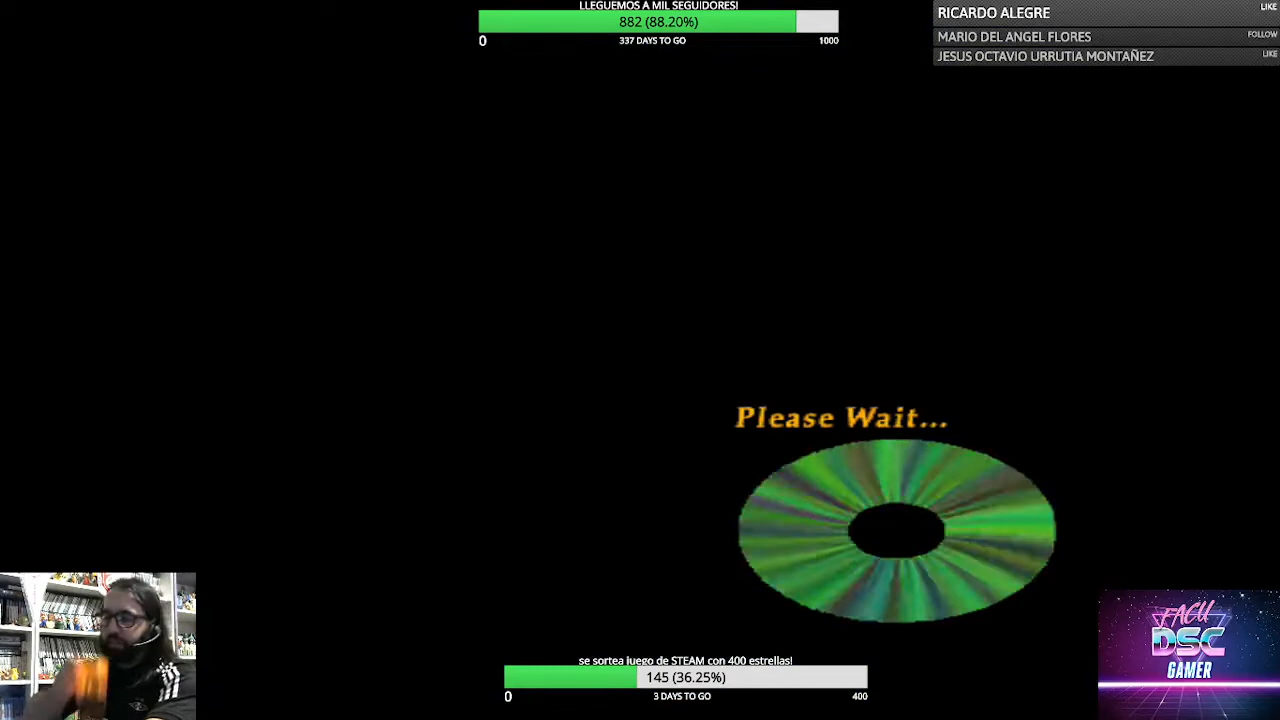 LLEGUEMOS A MIL SEGUIDORES!
882 (88.20%)
0
337 DAYS TO GO
1000
RICARDO ALEGRE
LIKE
MARIO DEL ANGEL FLORES
FOLLOW
JESUS OCTAVIO URRUTIA MONTAÑEZ
LIKE
Please Wait...
FACU
DSC
GAMER
se sortea juego de STEAM con 400 estrellas!
145 (36.25%)
0
3 DAYS TO GO
400